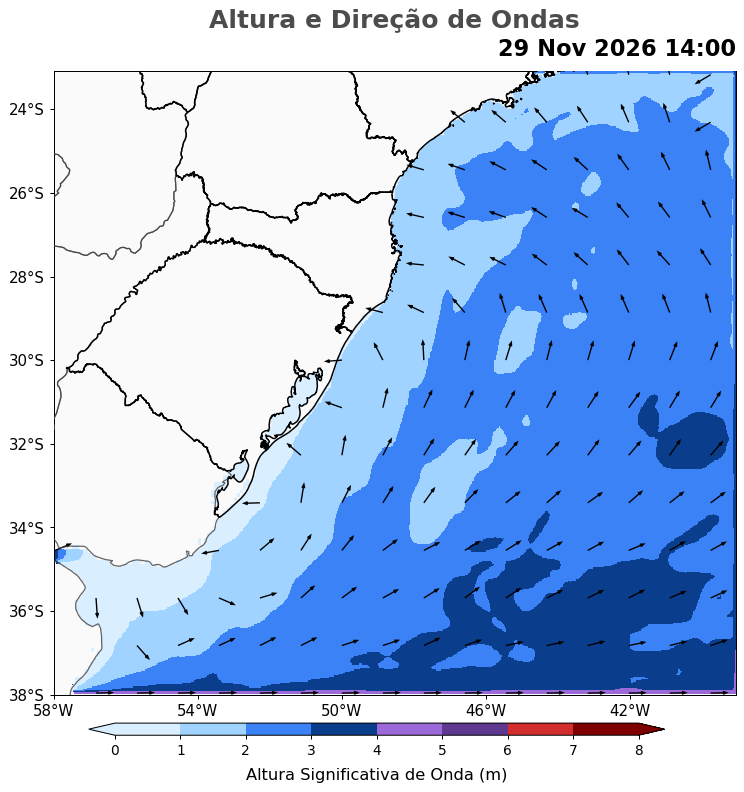 Altura e Direção de Ondas
29 Nov 2026 14:00
24°S
26°S
28°S
30°S
32°S
34°S
36°S
38°S
58°W 54°W 50°W 46°W 42°W
0 1 2 3 4 5 6 7 8
Altura Significativa de Onda (m)